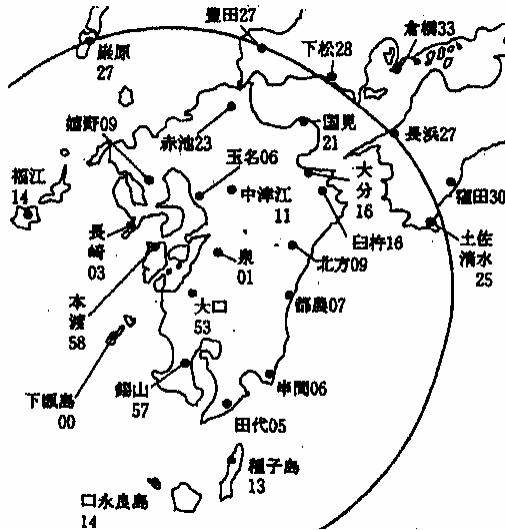 豊田27
倉橋33
下松28
厳原
27
嬉野09
赤池23
国見
21
長浜27
玉名06
大
分
16
福江
14
中津江
11
窪田30
臼杵16
長
崎
03
土佐
清水
25
泉
01
北方09
本
渡
58
大口
53
都農07
下甑島
00
錫山
57
串間06
田代05
種子島
13
口永良島
14